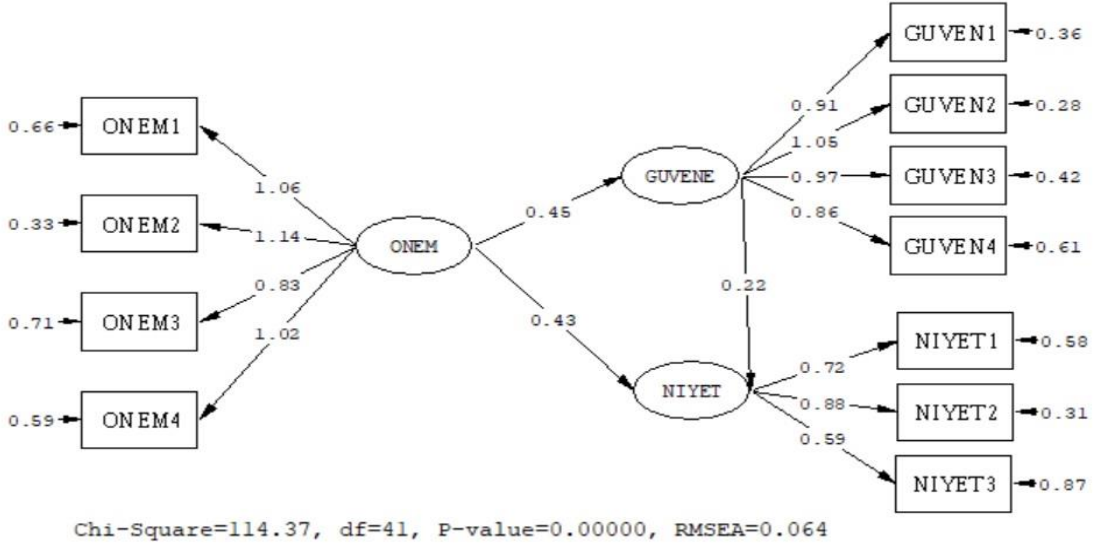 0.66
ONEM1
0.33
ONEM2
0.71
ONEM3
0.59
ONEM4
1.06
1.14
0.83
1.02
ONEM
0.45
0.43
GUVENE
0.22
NIYET
0.91
1.05
0.97
0.86
GUVEN1
0.36
GUVEN2
0.28
GUVEN3
0.42
GUVEN4
0.61
0.72
0.88
0.59
NIYET1
0.58
NIYET2
0.31
NIYET3
0.87
Chi-Square=114.37, df=41, P-value=0.00000, RMSEA=0.064